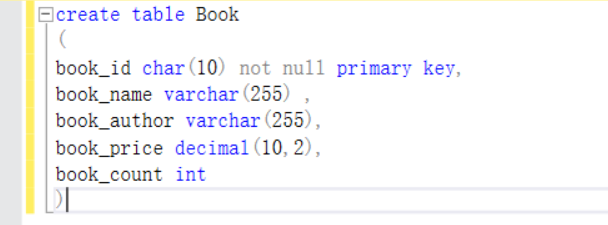 create table Book
(
book_id char(10) not null primary key,
book_name varchar(255) ,
book_author varchar(255),
book_price decimal(10,2),
book_count int
)